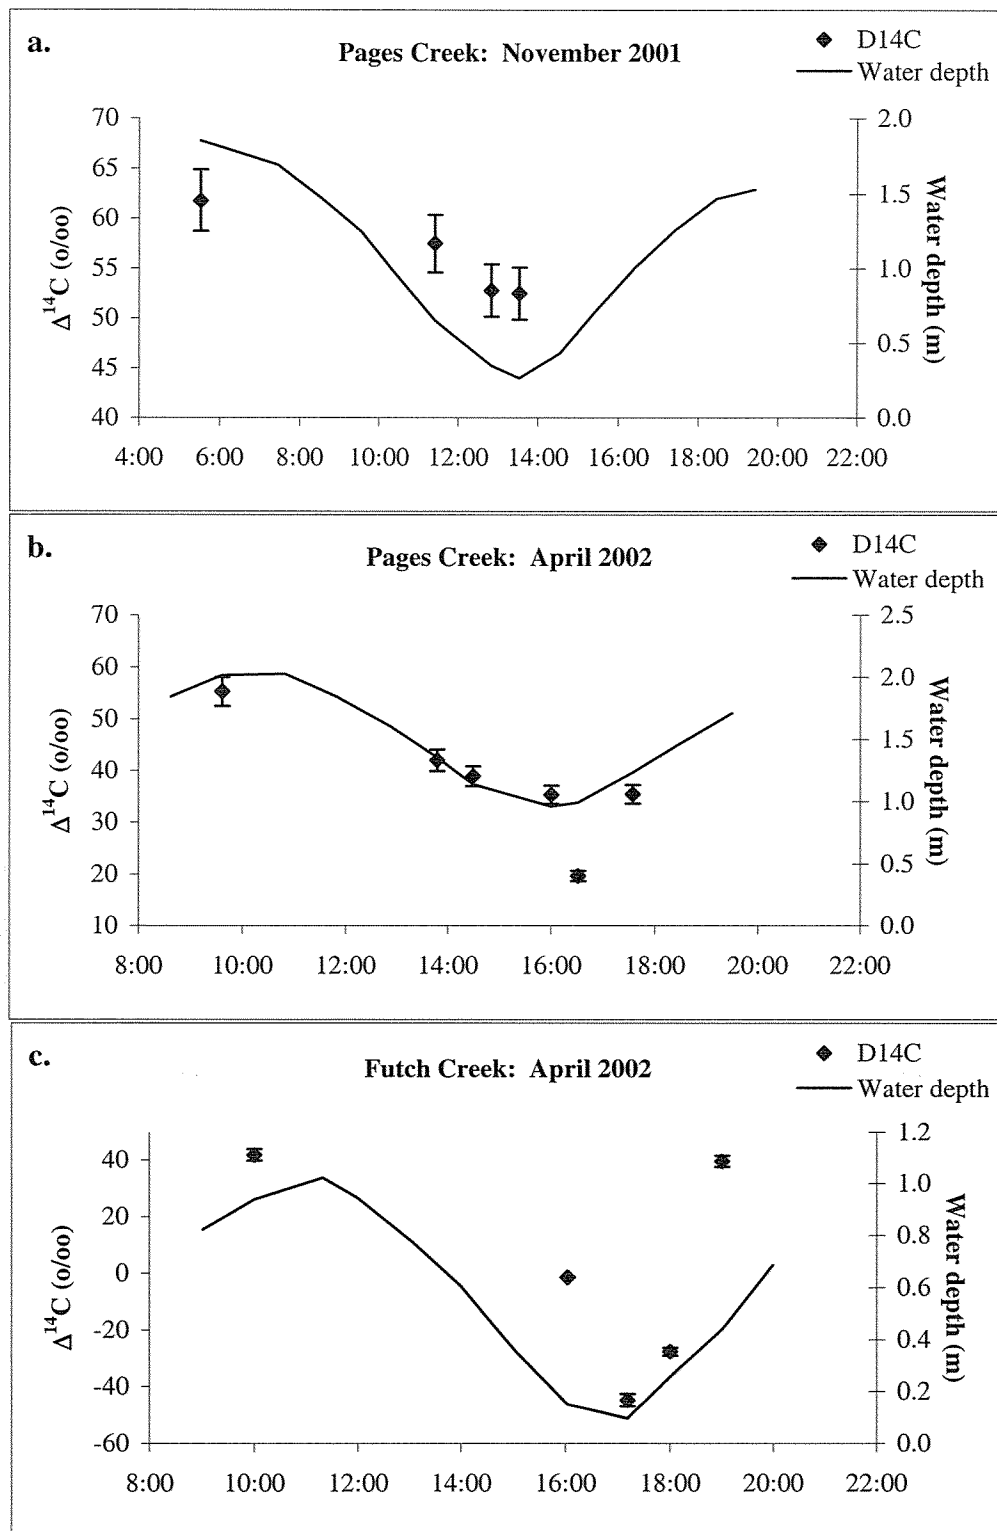 a.
Pages Creek: November 2001
D14C
Water depth
70
65
60
55
50
45
40
Δ¹⁴C (o/oo)
2.0
1.5
1.0
0.5
0.0
Water depth (m)
4:00 6:00 8:00 10:00 12:00 14:00 16:00 18:00 20:00 22:00
b.
Pages Creek: April 2002
D14C
Water depth
70
60
50
40
30
20
10
Δ¹⁴C (o/oo)
2.5
2.0
1.5
1.0
0.5
0.0
Water depth (m)
8:00 10:00 12:00 14:00 16:00 18:00 20:00 22:00
c.
Futch Creek: April 2002
D14C
Water depth
40
20
0
-20
-40
-60
Δ¹⁴C (o/oo)
1.2
1.0
0.8
0.6
0.4
0.2
0.0
Water depth (m)
8:00 10:00 12:00 14:00 16:00 18:00 20:00 22:00